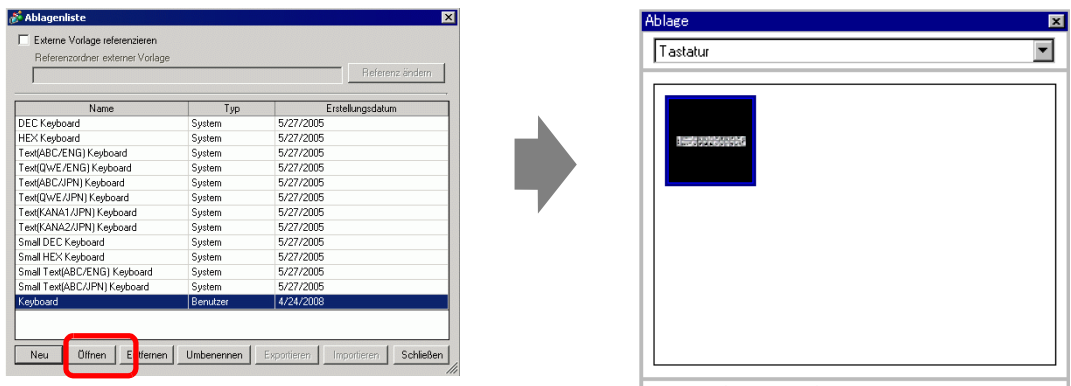 Ablagenliste
Externe Vorlage referenzieren
Referenzordner externer Vorlage
Referenz ändern
Name Typ Erstellungsdatum
DEC Keyboard System 5/27/2005
HEX Keyboard System 5/27/2005
Text(ABC/ENG) Keyboard System 5/27/2005
Text(QWE/ENG) Keyboard System 5/27/2005
Text(ABC/JPN) Keyboard System 5/27/2005
Text(QWE/JPN) Keyboard System 5/27/2005
Text(KANA1/JPN) Keyboard System 5/27/2005
Text(KANA2/JPN) Keyboard System 5/27/2005
Small DEC Keyboard System 5/27/2005
Small HEX Keyboard System 5/27/2005
Small Text(ABC/ENG) Keyboard System 5/27/2005
Small Text(ABC/JPN) Keyboard System 5/27/2005
Keyboard Benutzer 4/24/2008
Neu Öffnen Entfernen Umbenennen Exportieren Importieren Schließen
Ablage
Tastatur